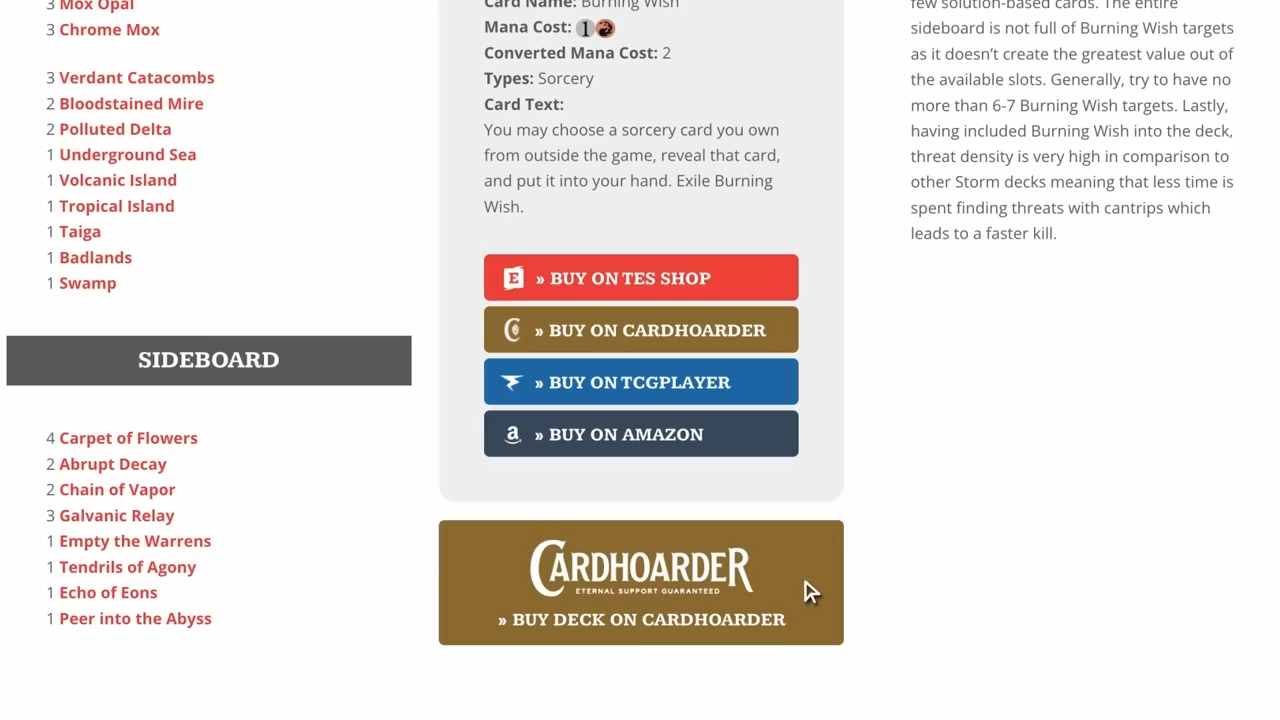 3 Mox Opal
3 Chrome Mox
3 Verdant Catacombs
2 Bloodstained Mire
2 Polluted Delta
1 Underground Sea
1 Volcanic Island
1 Tropical Island
1 Taiga
1 Badlands
1 Swamp
SIDEBOARD
4 Carpet of Flowers
2 Abrupt Decay
2 Chain of Vapor
3 Galvanic Relay
1 Empty the Warrens
1 Tendrils of Agony
1 Echo of Eons
1 Peer into the Abyss
Card Name: Burning Wish
Mana Cost: 1
Converted Mana Cost: 2
Types: Sorcery
Card Text:
You may choose a sorcery card you own
from outside the game, reveal that card,
and put it into your hand. Exile Burning
Wish.
E » BUY ON TES SHOP
» BUY ON CARDHOARDER
» BUY ON TCGPLAYER
a » BUY ON AMAZON
CARDHOARDER
ETERNAL SUPPORT GUARANTEED
» BUY DECK ON CARDHOARDER
few solution-based cards. The entire
sideboard is not full of Burning Wish targets
as it doesn’t create the greatest value out of
the available slots. Generally, try to have no
more than 6-7 Burning Wish targets. Lastly,
having included Burning Wish into the deck,
threat density is very high in comparison to
other Storm decks meaning that less time is
spent finding threats with cantrips which
leads to a faster kill.